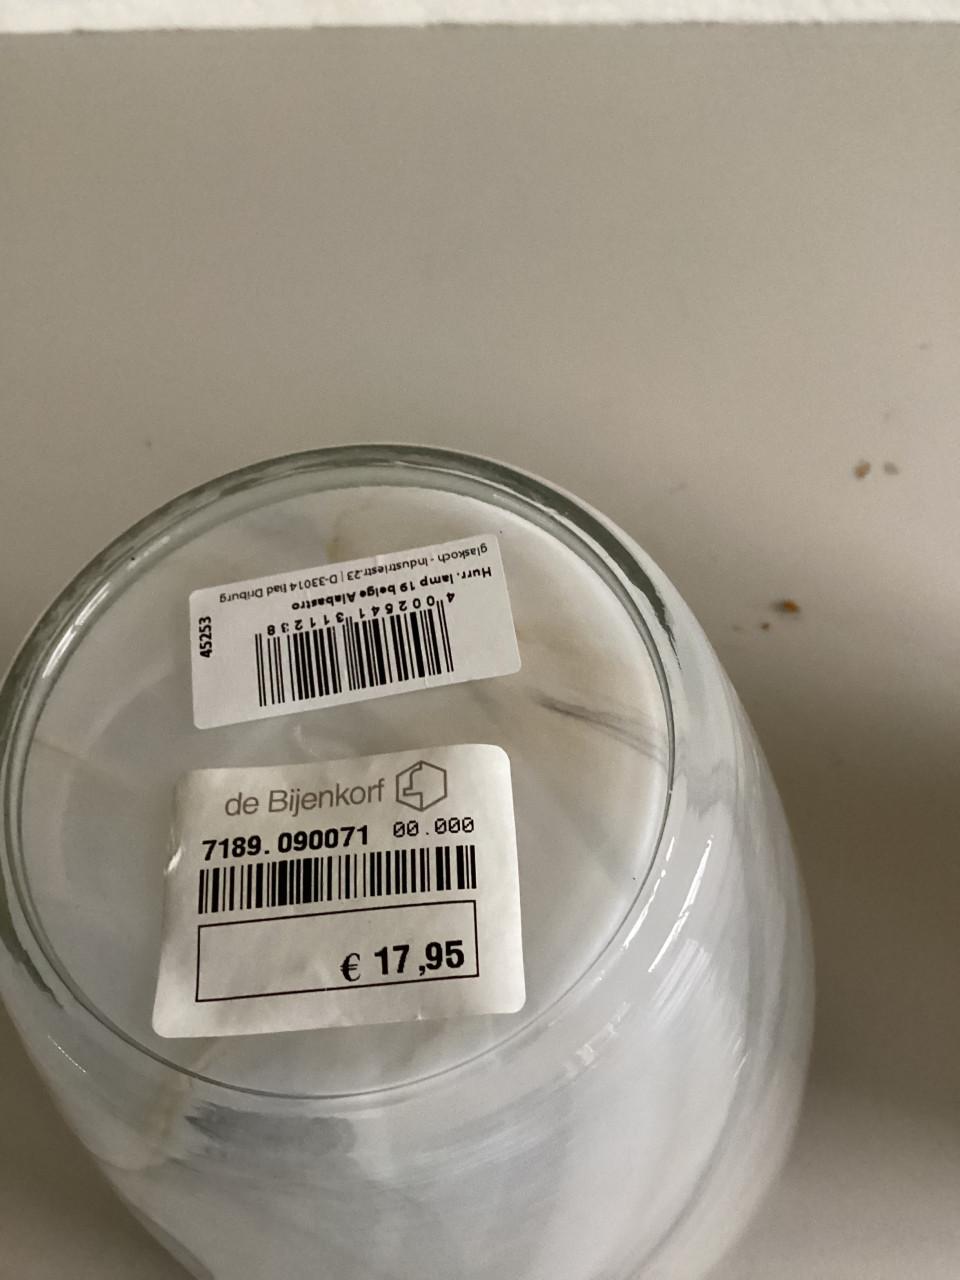 glaskoch - Industriestr.23 | D-33014 Bad Driburg
Hurr. lamp 19 beige Alabastro
4 002541 311238
45253
de Bijenkorf
7189. 090071 00.000
€ 17,95